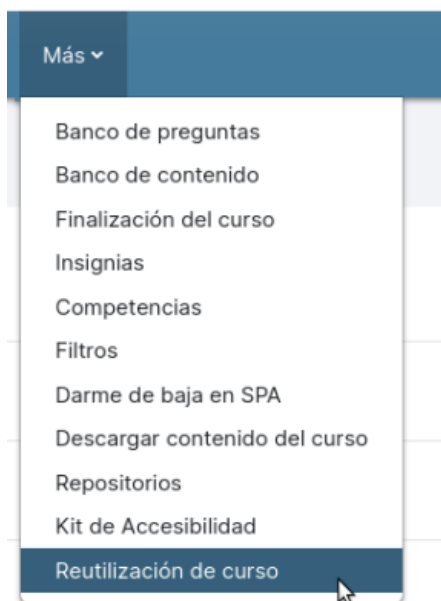 Más
Banco de preguntas
Banco de contenido
Finalización del curso
Insignias
Competencias
Filtros
Darme de baja en SPA
Descargar contenido del curso
Repositorios
Kit de Accesibilidad
Reutilización de curso